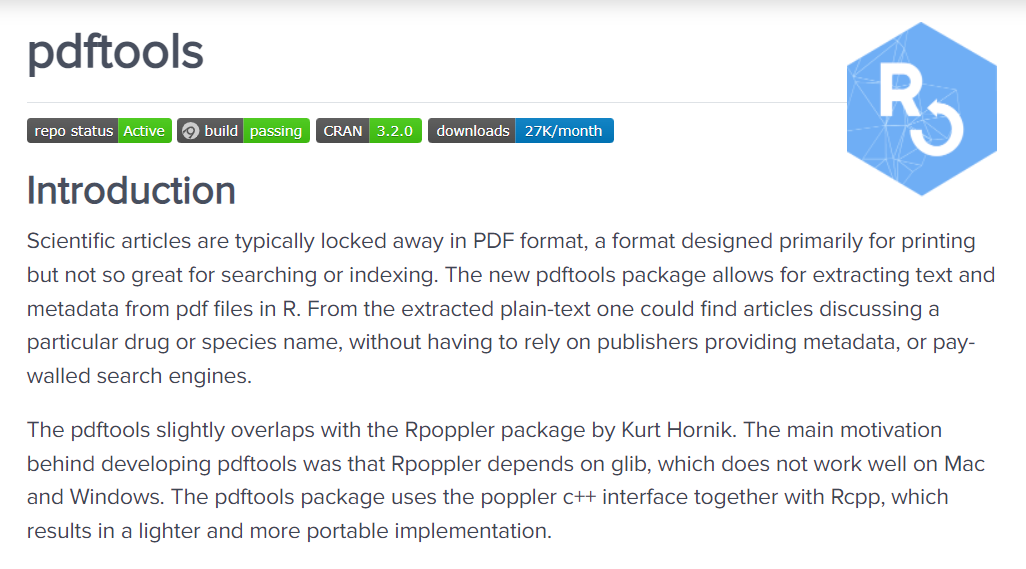 pdftools
repo status Active build passing CRAN 3.2.0 downloads 27K/month
R
Introduction
Scientific articles are typically locked away in PDF format, a format designed primarily for printing
but not so great for searching or indexing. The new pdftools package allows for extracting text and
metadata from pdf files in R. From the extracted plain-text one could find articles discussing a
particular drug or species name, without having to rely on publishers providing metadata, or pay-
walled search engines.
The pdftools slightly overlaps with the Rpoppler package by Kurt Hornik. The main motivation
behind developing pdftools was that Rpoppler depends on glib, which does not work well on Mac
and Windows. The pdftools package uses the poppler c++ interface together with Rcpp, which
results in a lighter and more portable implementation.